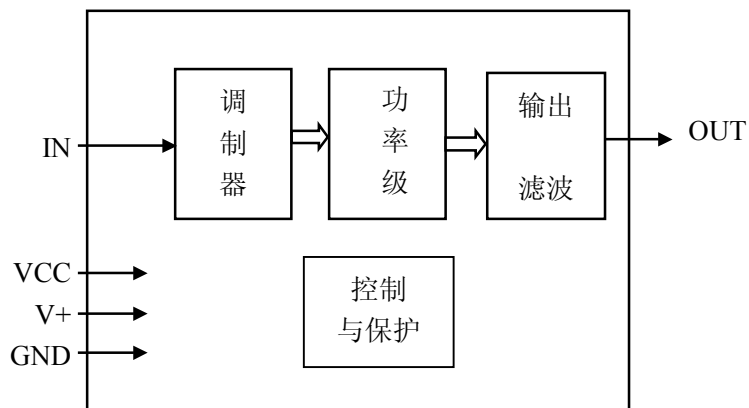 调
制
器
功
率
级
输出
滤波
IN
OUT
VCC
V+
GND
控制
与保护